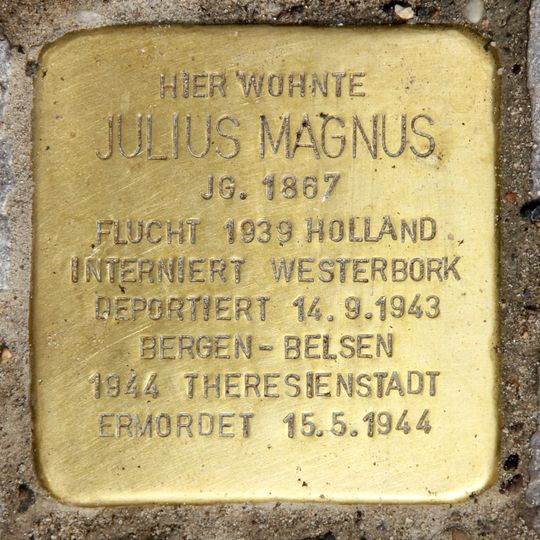 HIER WOHNTE
JULIUS MAGNUS
JG. 1867
FLUCHT 1939 HOLLAND
INTERNIERT WESTERBORK
DEPORTIERT 14.9.1943
BERGEN-BELSEN
1944 THERESIENSTADT
ERMORDET 15.5.1944